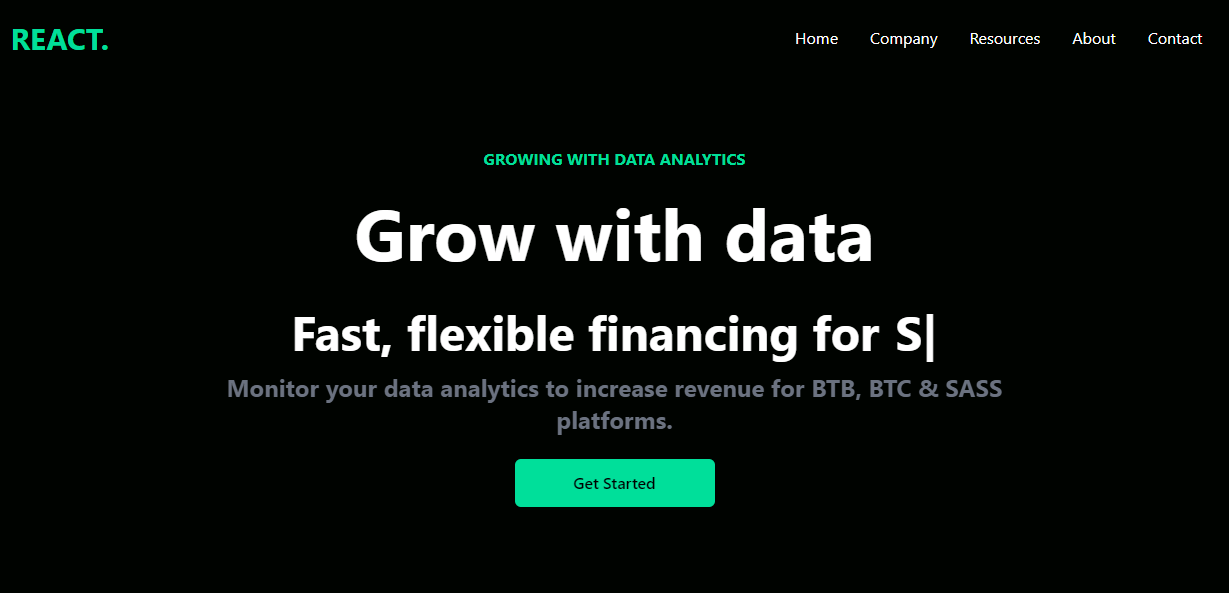 REACT.
Home Company Resources About Contact
GROWING WITH DATA ANALYTICS
Grow with data
Fast, flexible financing for S|
Monitor your data analytics to increase revenue for BTB, BTC & SASS
platforms.
Get Started